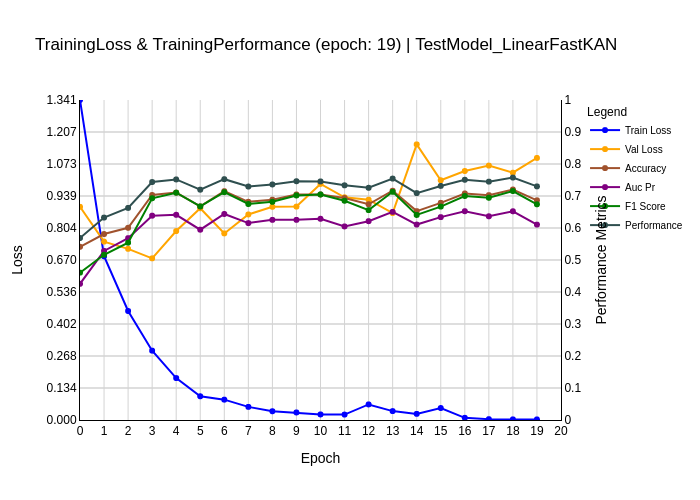 TrainingLoss & TrainingPerformance (epoch: 19) | TestModel_LinearFastKAN
1.341
1.207
1.073
0.939
0.804
0.670
0.536
0.402
0.268
0.134
0.000
Loss
0 1 2 3 4 5 6 7 8 9 10 11 12 13 14 15 16 17 18 19 20
Epoch
1
0.9
0.8
0.7
0.6
0.5
0.4
0.3
0.2
0.1
0
Performance Metrics
Legend
Train Loss
Val Loss
Accuracy
Auc Pr
F1 Score
Performance